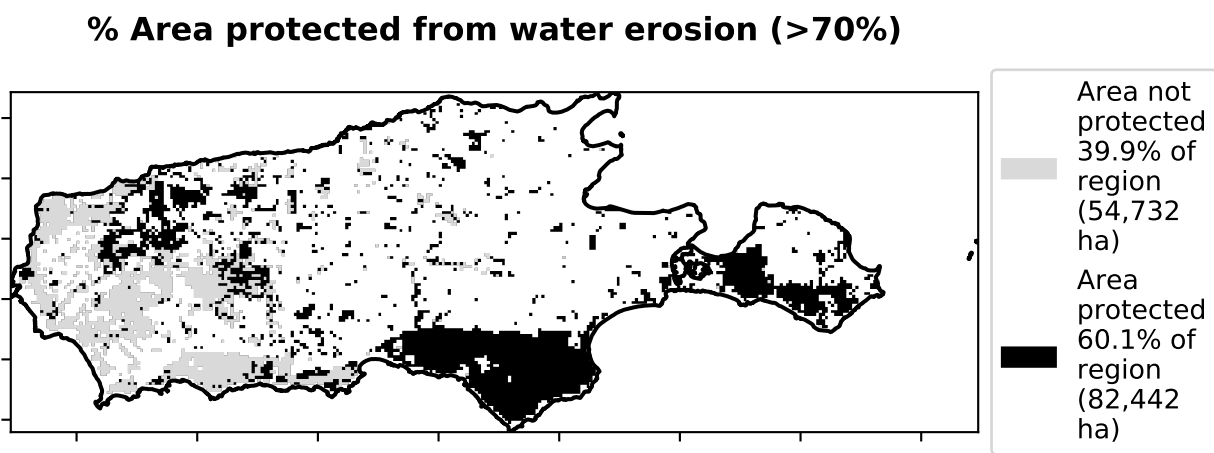 % Area protected from water erosion (>70%)
Area not
protected
39.9% of
region
(54,732
ha)
Area
protected
60.1% of
region
(82,442
ha)